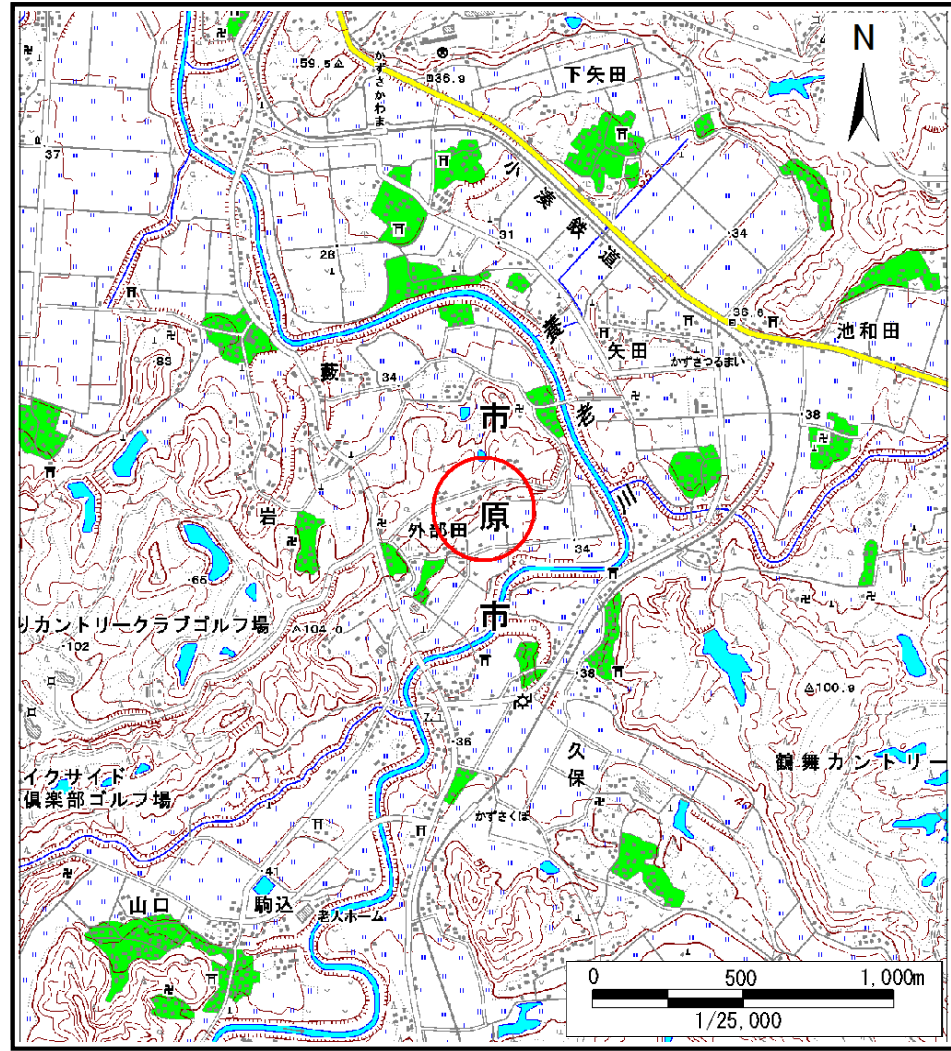 N
下矢田
59.5
36.9
かずさかわま
37
小湊鉄道
31
34
28
36.6
池和田
養老川
矢田
かずさつるまい
藪
34
83
38
市原市
岩
外部田
34
65
りカントリークラブゴルフ場
104.0
102
38
100.9
36
久保
鶴舞カントリー
イクサイド
倶楽部ゴルフ場
かずさくぼ
41
山口
駒込
老人ホーム
0 500 1,000m
1/25,000